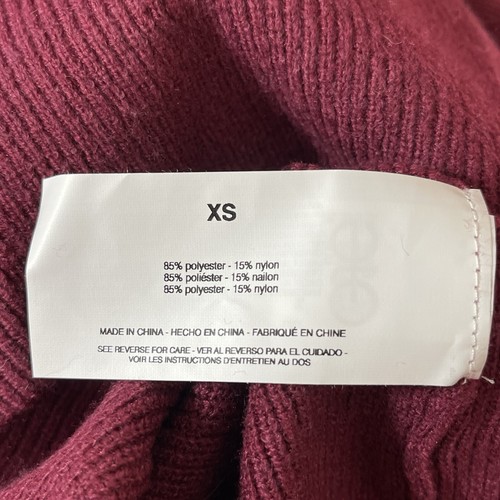 XS
85% polyester - 15% nylon
85% poliéster - 15% nailon
85% polyester - 15% nylon
MADE IN CHINA - HECHO EN CHINA - FABRIQUÉ EN CHINE
SEE REVERSE FOR CARE - VER AL REVERSO PARA EL CUIDADO -
VOIR LES INSTRUCTIONS D'ENTRETIEN AU DOS